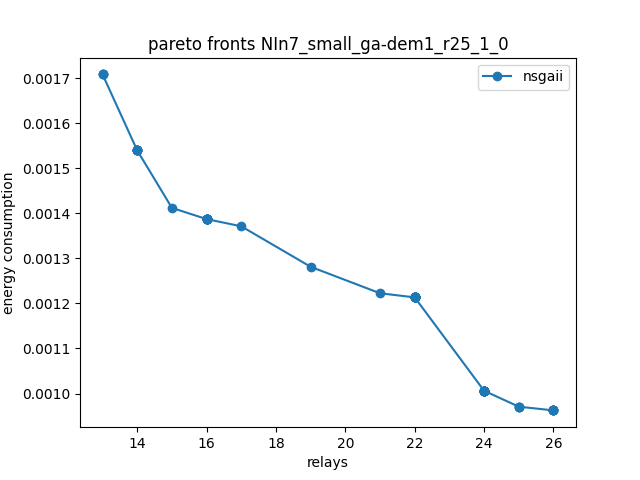 pareto fronts NIn7_small_ga-dem1_r25_1_0
nsgaii
0.0017
0.0016
0.0015
0.0014
0.0013
0.0012
0.0011
0.0010
energy consumption
14 16 18 20 22 24 26
relays